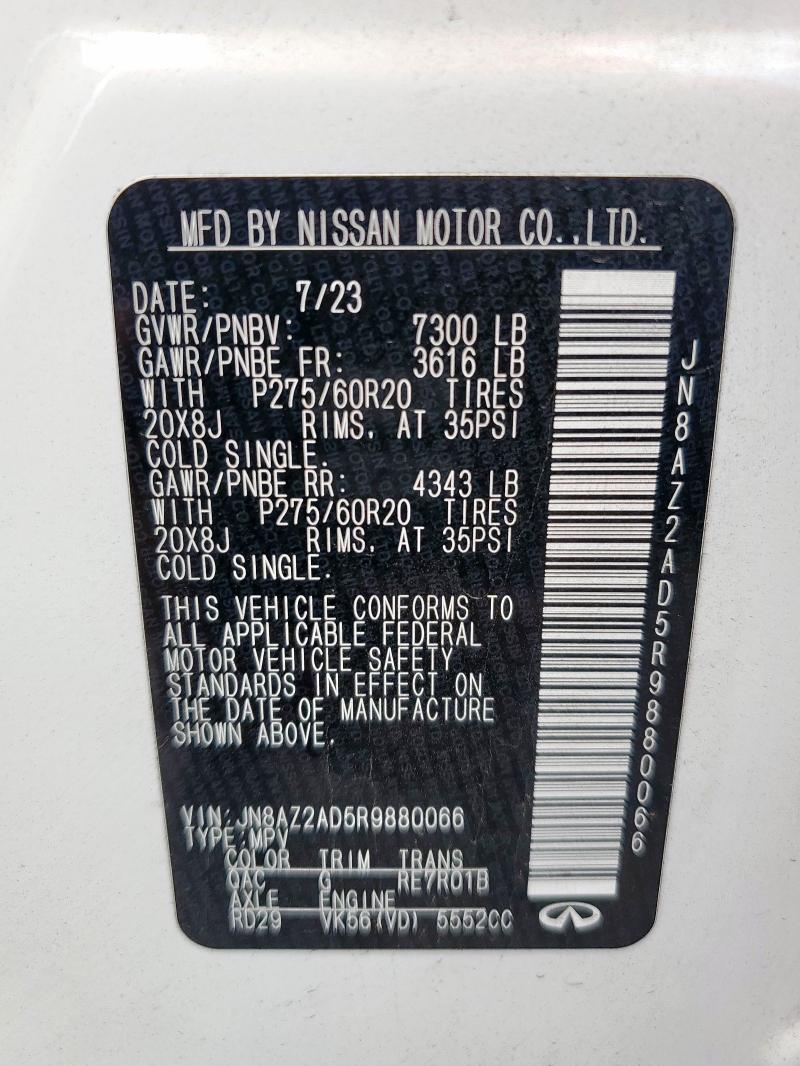 MFD BY NISSAN MOTOR CO.,LTD.
DATE: 7/23
GVWR/PNBV: 7300 LB
GAWR/PNBE FR: 3616 LB
WITH P275/60R20 TIRES
20X8J RIMS, AT 35PSI
COLD SINGLE.
GAWR/PNBE RR: 4343 LB
WITH P275/60R20 TIRES
20X8J RIMS, AT 35PSI
COLD SINGLE.
THIS VEHICLE CONFORMS TO
ALL APPLICABLE FEDERAL
MOTOR VEHICLE SAFETY
STANDARDS IN EFFECT ON
THE DATE OF MANUFACTURE
SHOWN ABOVE.
VIN: JN8AZ2AD5R9880066
TYPE: MPV
COLOR TRIM TRANS
QAC G RE7R01B
AXLE ENGINE
RD29 VK56(VD) 5552CC
JN8AZ2AD5R9880066